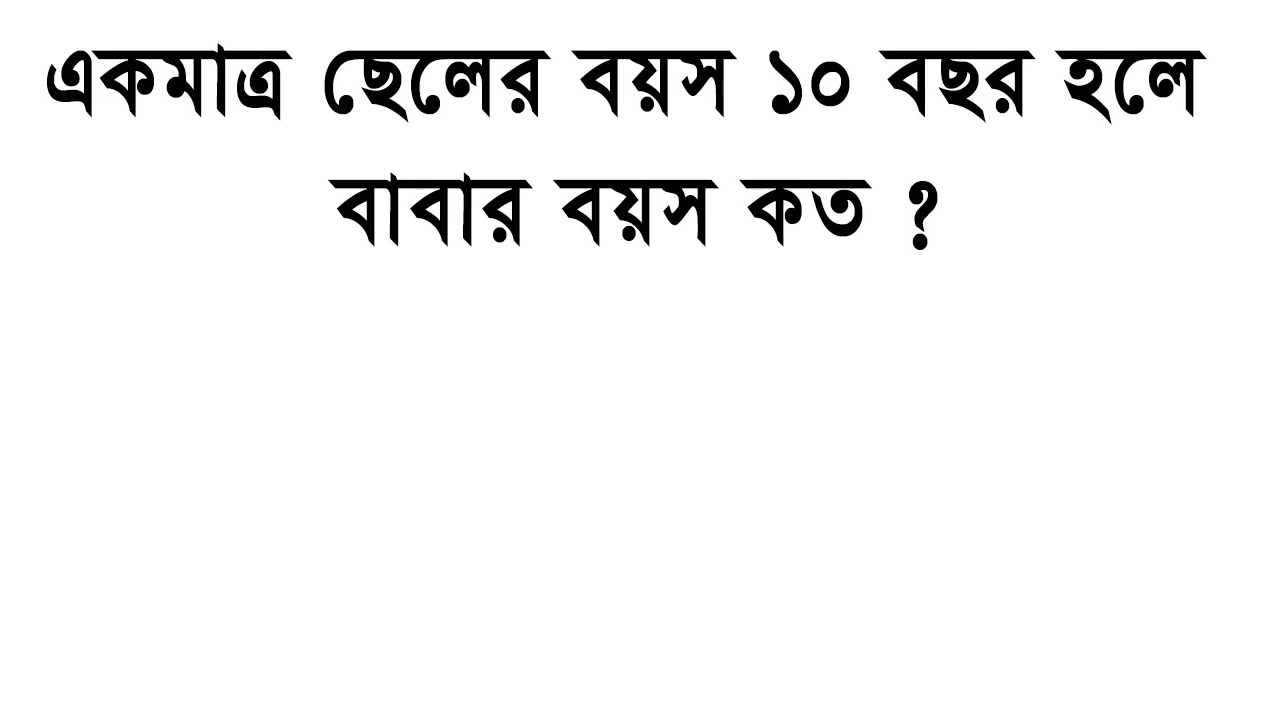 একমাত্র ছেলের বয়স ১০ বছর হলে
বাবার বয়স কত ?